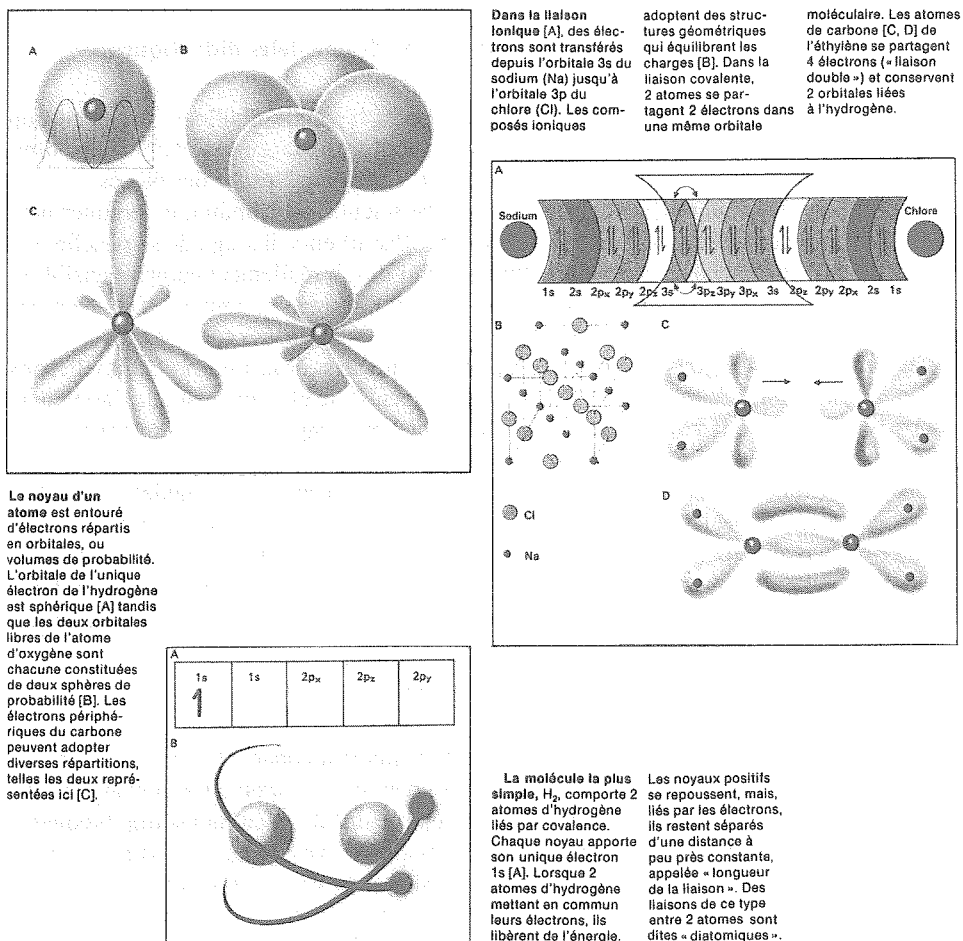 A
B
C
Le noyau d'un
atome est entouré
d'électrons répartis
en orbitales, ou
volumes de probabilité.
L'orbitale de l'unique
électron de l'hydrogène
est sphérique [A] tandis
que les deux orbitales
libres de l'atome
d'oxygène sont
chacune constituées
de deux sphères de
probabilité [B]. Les
électrons périphé-
riques du carbone
peuvent adopter
diverses répartitions,
telles les deux repré-
sentées ici [C].
Dans la liaison
ionique [A], des élec-
trons sont transférés
depuis l'orbitale 3s du
sodium (Na) jusqu'à
l'orbitale 3p du
chlore (Cl). Les com-
posés ioniques
adoptent des struc-
tures géométriques
qui équilibrent les
charges [B]. Dans la
liaison covalente,
2 atomes se par-
tagent 2 électrons dans
une même orbitale
moléculaire. Les atomes
de carbone [C, D] de
l'éthylène se partagent
4 électrons (« liaison
double ») et conservent
2 orbitales liées
à l'hydrogène.
A
Sodium
Chlore
1s 2s 2px 2py 2pz 3s 3pz 3py 3px 3s 2pz 2py 2px 2s 1s
B
C
Cl
Na
D
A
1s 1s 2px 2pz 2py
1
B
La molécule la plus
simple, H2, comporte 2
atomes d'hydrogène
liés par covalence.
Chaque noyau apporte
son unique électron
1s [A]. Lorsque 2
atomes d'hydrogène
mettent en commun
leurs électrons, ils
libèrent de l'énergie.
Les noyaux positifs
se repoussent, mais,
liés par les électrons,
ils restent séparés
d'une distance à
peu près constante,
appelée « longueur
de la liaison ». Des
liaisons de ce type
entre 2 atomes sont
dites « diatomiques ».